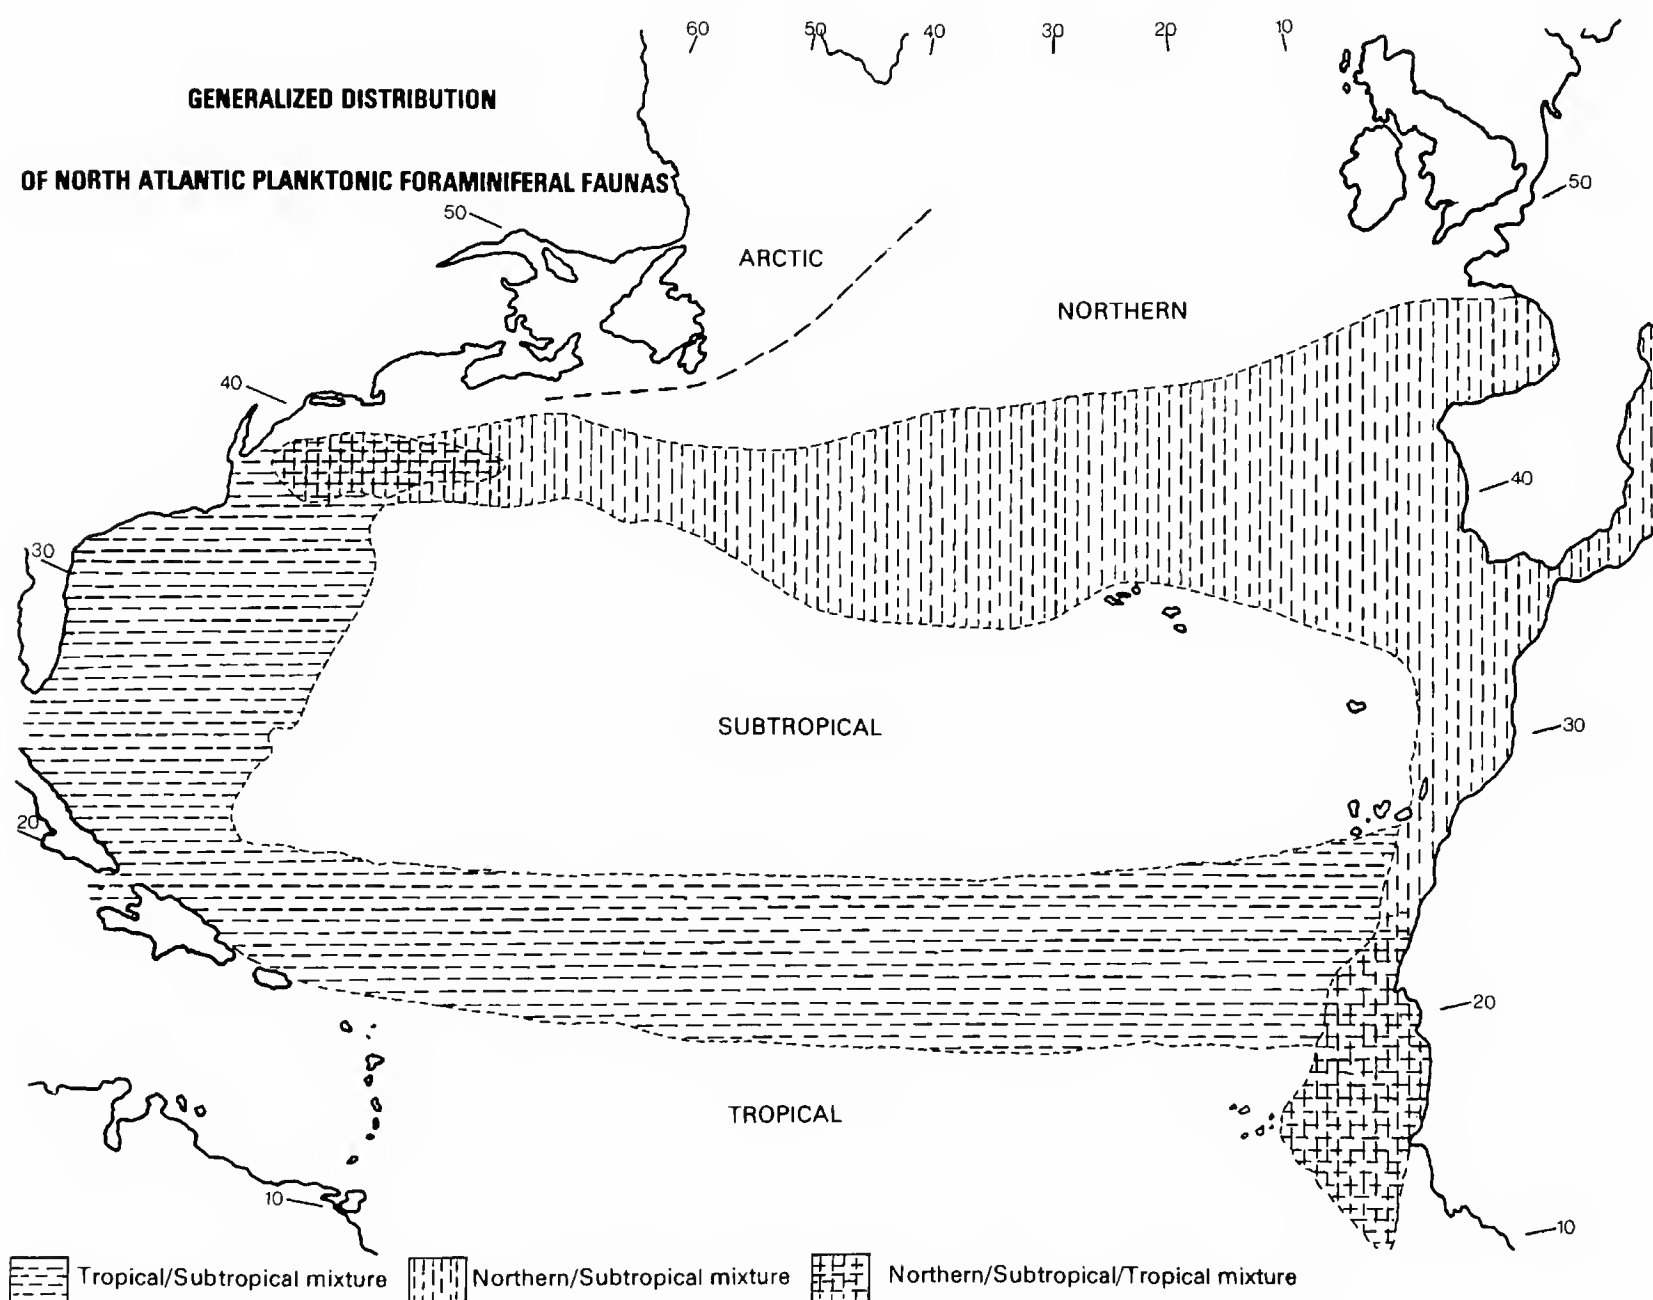 60 50 40 30 20 10
GENERALIZED DISTRIBUTION
OF NORTH ATLANTIC PLANKTONIC FORAMINIFERAL FAUNAS
50
50
ARCTIC
NORTHERN
40
40
30
SUBTROPICAL
30
20
20
TROPICAL
10
10
Tropical/Subtropical mixture Northern/Subtropical mixture Northern/Subtropical/Tropical mixture